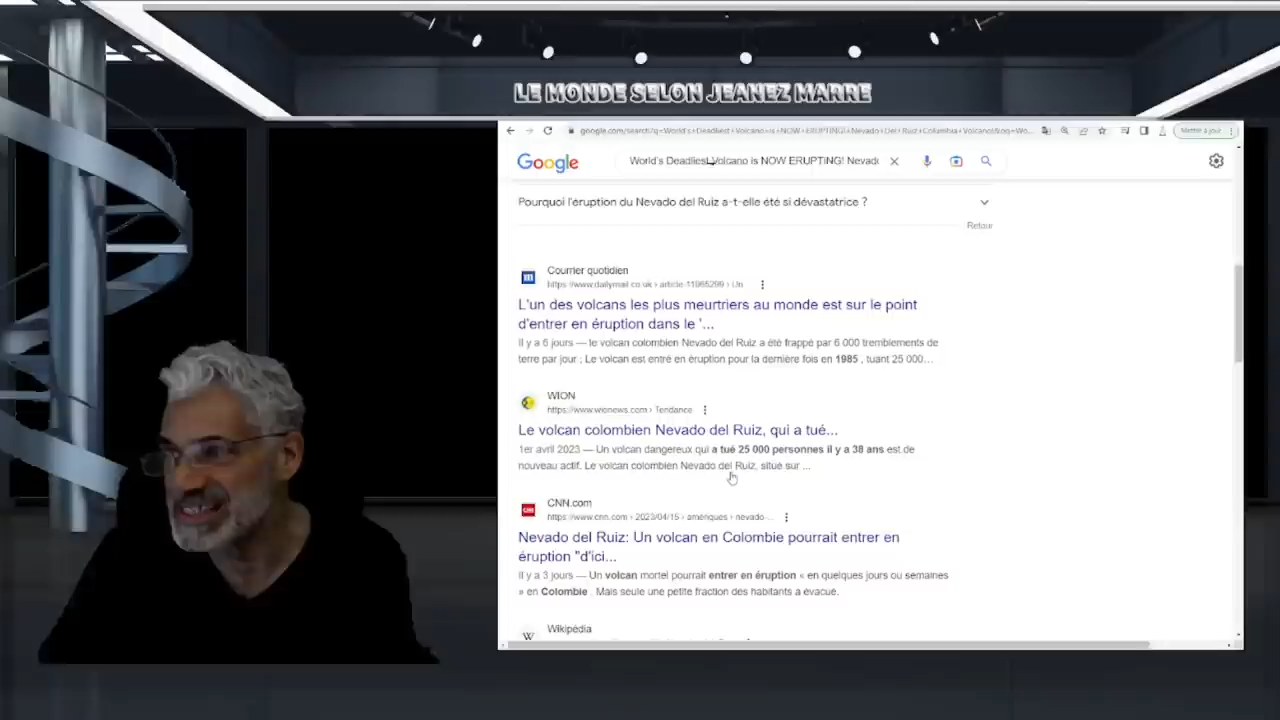 LE MONDE SELON JEANEZ MARRE
Mettre à jour
Google
World's Deadliest Volcano is NOW ERUPTING! Nevado
Pourquoi l'éruption du Nevado del Ruiz a-t-elle été si dévastatrice ?
Retour
Courrier quotidien
https://www.dailymail.co.uk › article-11965299 › Un
L'un des volcans les plus meurtriers au monde est sur le point
d'entrer en éruption dans le '...
Il y a 6 jours — le volcan colombien Nevado del Ruiz a été frappé par 6 000 tremblements de
terre par jour ; Le volcan est entré en éruption pour la dernière fois en 1985 , tuant 25 000...
WION
https://www.wionews.com › Tendance
Le volcan colombien Nevado del Ruiz, qui a tué...
1er avril 2023 — Un volcan dangereux qui a tué 25 000 personnes il y a 38 ans est de
nouveau actif. Le volcan colombien Nevado del Ruiz, situé sur ...
CNN.com
https://www.cnn.com › 2023/04/15 › amériques › nevado-...
Nevado del Ruiz: Un volcan en Colombie pourrait entrer en
éruption "d'ici...
Il y a 3 jours — Un volcan mortel pourrait entrer en éruption « en quelques jours ou semaines
» en Colombie . Mais seule une petite fraction des habitants a évacué.
W Wikipédia